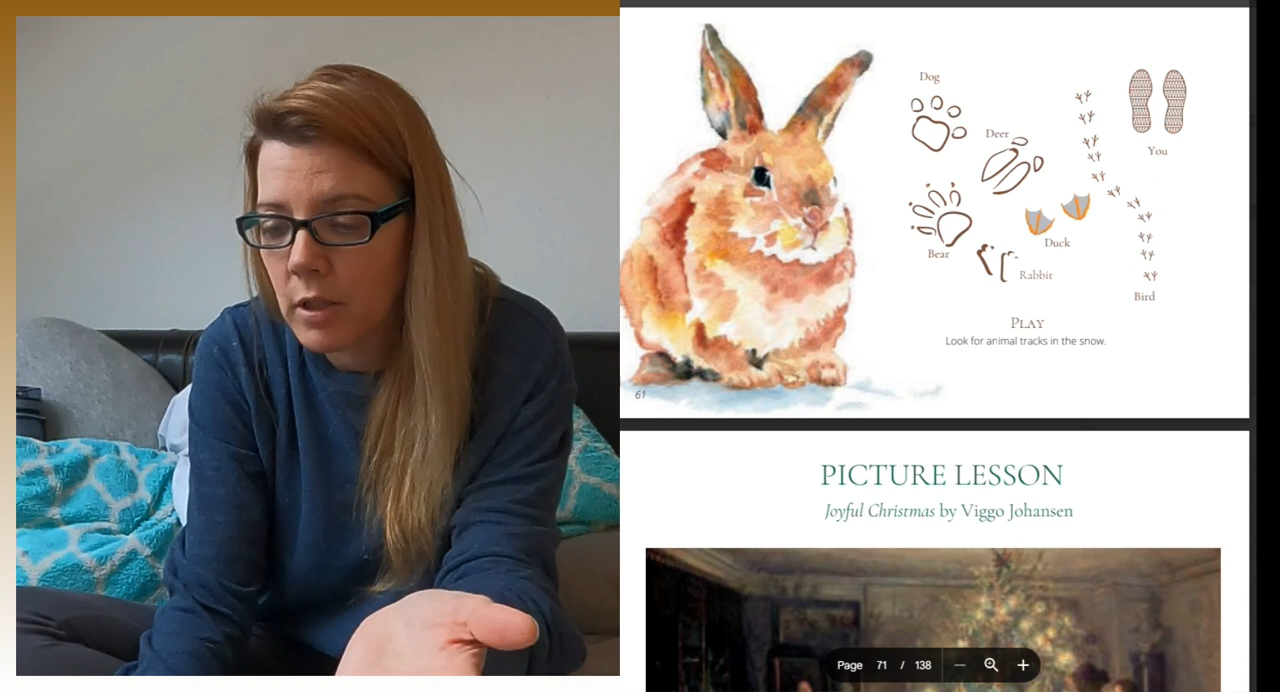 Dog
Deer
You
Duck
Bear
Rabbit
Bird
PLAY
Look for animal tracks in the snow.
61
PICTURE LESSON
Joyful Christmas by Viggo Johansen
Page 71 / 138